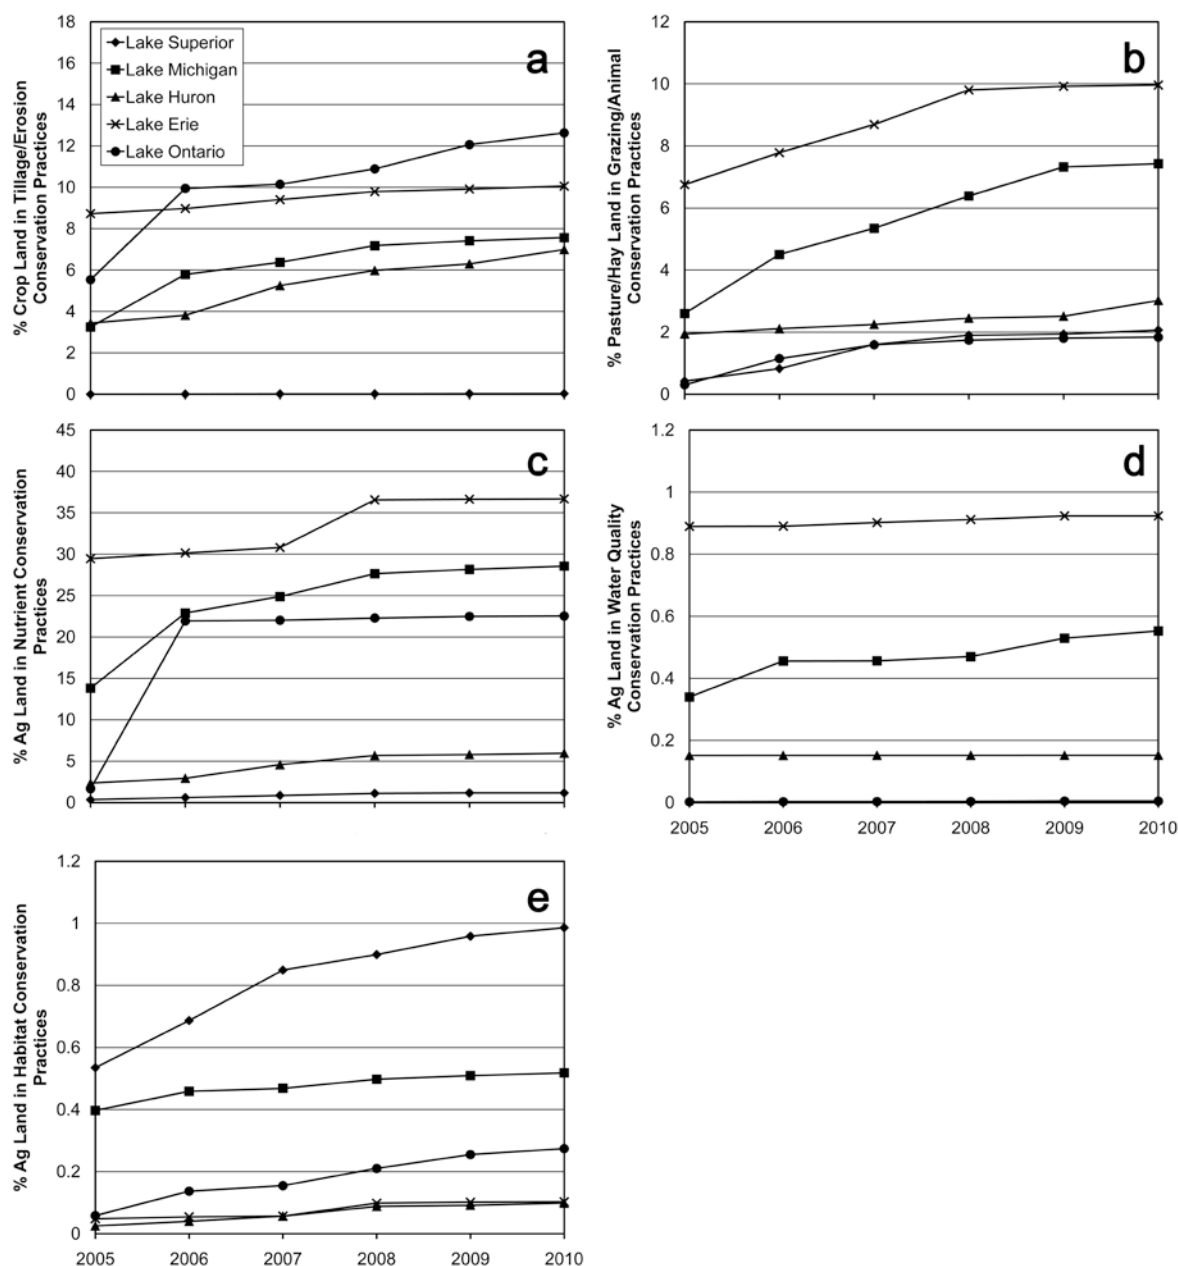 18
16
14
12
10
8
6
4
2
0
% Crop Land in Tillage/Erosion
Conservation Practices
Lake Superior
Lake Michigan
Lake Huron
Lake Erie
Lake Ontario
a
12
10
8
6
4
2
0
% Pasture/Hay Land in Grazing/Animal
Conservation Practices
b
45
40
35
30
25
20
15
10
5
0
% Ag Land in Nutrient Conservation
Practices
c
1.2
1
0.8
0.6
0.4
0.2
0
% Ag Land in Water Quality
Conservation Practices
d
2005 2006 2007 2008 2009 2010
1.2
1
0.8
0.6
0.4
0.2
0
% Ag Land in Habitat Conservation
Practices
e
2005 2006 2007 2008 2009 2010